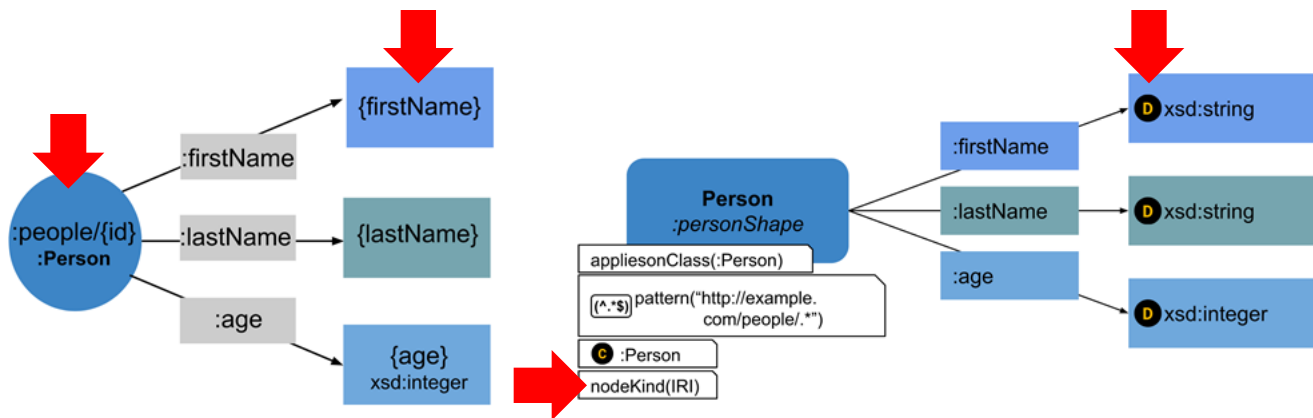 {firstName}
:firstName
:people/{id}
:Person
:lastName
{lastName}
:age
{age}
xsd:integer
Person
:personShape
appliesonClass(:Person)
(^.*$) pattern("http://example.
com/people/.*")
C :Person
nodeKind(IRI)
:firstName
D xsd:string
:lastName
D xsd:string
:age
D xsd:integer